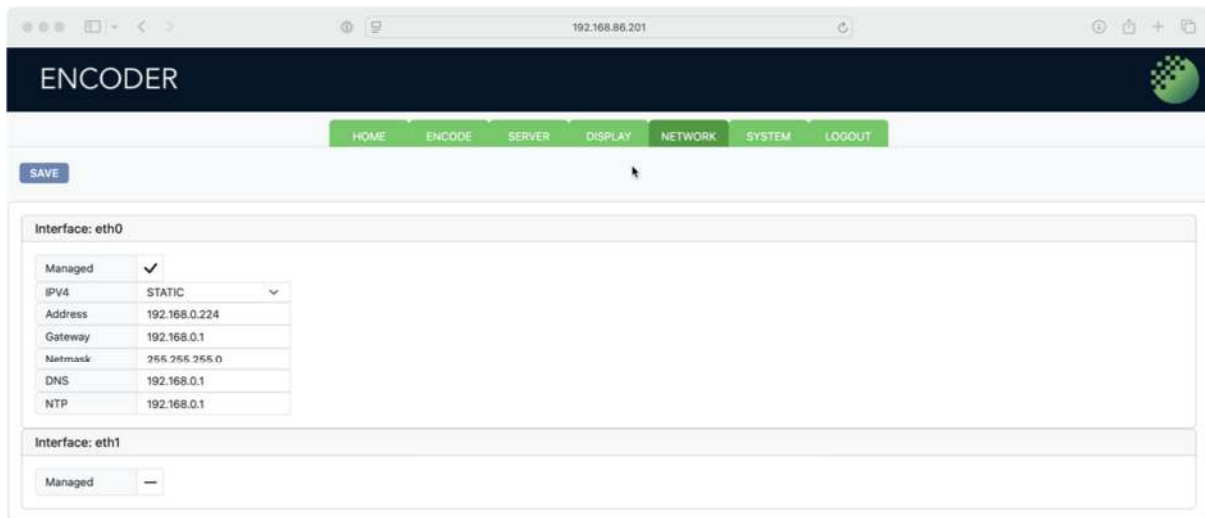 192.168.86.201
ENCODER
HOME ENCODE SERVER DISPLAY NETWORK SYSTEM LOGOUT
SAVE
Interface: eth0
Managed
IPV4 STATIC
Address 192.168.0.224
Gateway 192.168.0.1
Netmask 255.255.255.0
DNS 192.168.0.1
NTP 192.168.0.1
Interface: eth1
Managed